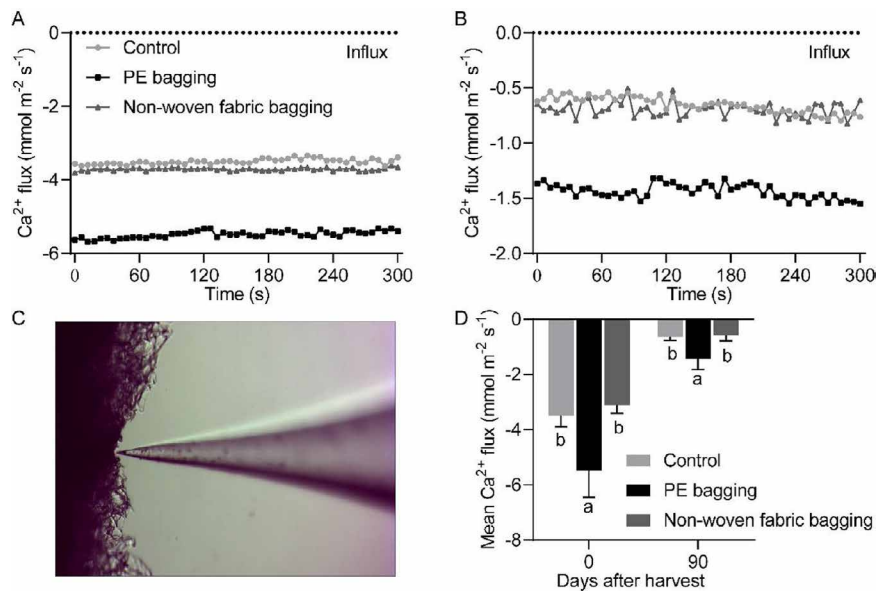 A
Control
PE bagging
Non-woven fabric bagging
Influx
Ca²⁺ flux (mmol m⁻² s⁻¹)
0
-2
-4
-6
0 60 120 180 240 300
Time (s)
B
Influx
Ca²⁺ flux (mmol m⁻² s⁻¹)
0.0
-0.5
-1.0
-1.5
-2.0
0 60 120 180 240 300
Time (s)
C
D
Mean Ca²⁺ flux (mmol m⁻² s⁻¹)
0
-2
-4
-6
-8
b a b b a b
Control
PE bagging
Non-woven fabric bagging
0 90
Days after harvest